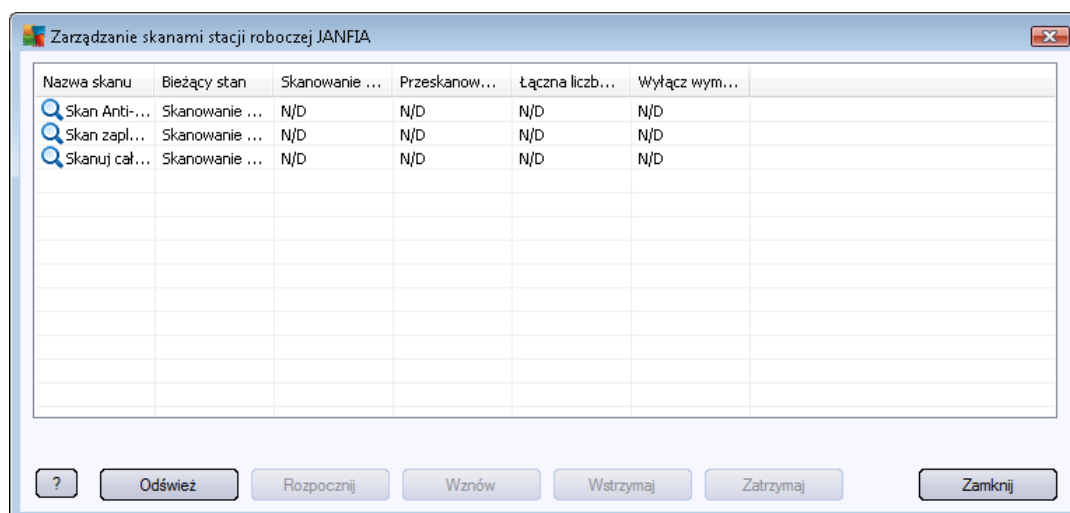 Zarządzanie skanami stacji roboczej JANFIA
Nazwa skanu Bieżący stan Skanowanie ... Przeskanow... Łączna liczb... Wyłącz wym...
Skan Anti-... Skanowanie ... N/D N/D N/D N/D
Skan zapl... Skanowanie ... N/D N/D N/D N/D
Skanuj cał... Skanowanie ... N/D N/D N/D N/D
? Odśwież Rozpocznij Wznów Wstrzymaj Zatrzymaj Zamknij